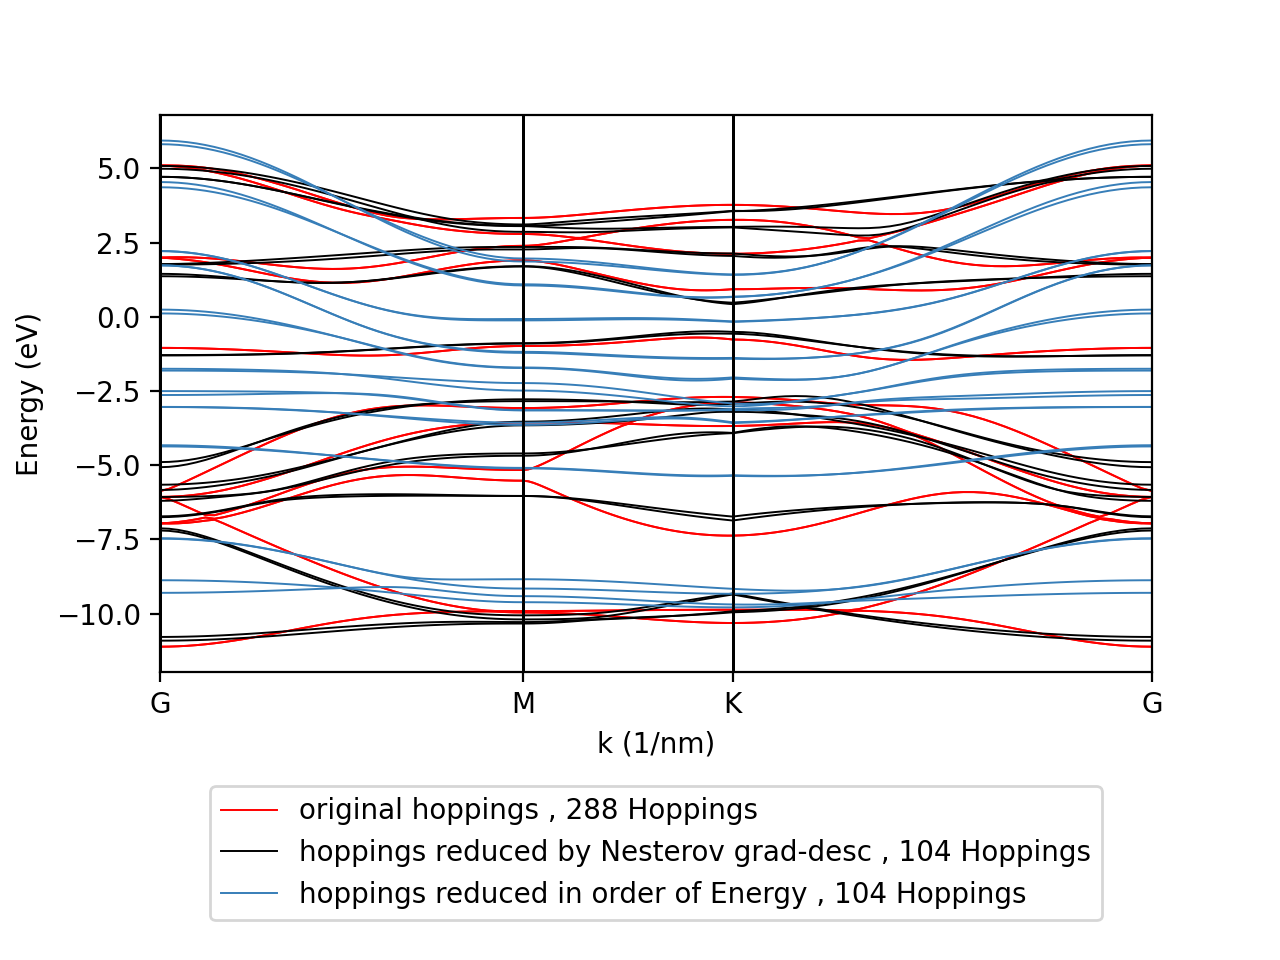 5.0
2.5
0.0
−2.5
−5.0
−7.5
−10.0
Energy (eV)
G
M
K
G
k (1/nm)
original hoppings , 288 Hoppings
hoppings reduced by Nesterov grad-desc , 104 Hoppings
hoppings reduced in order of Energy , 104 Hoppings